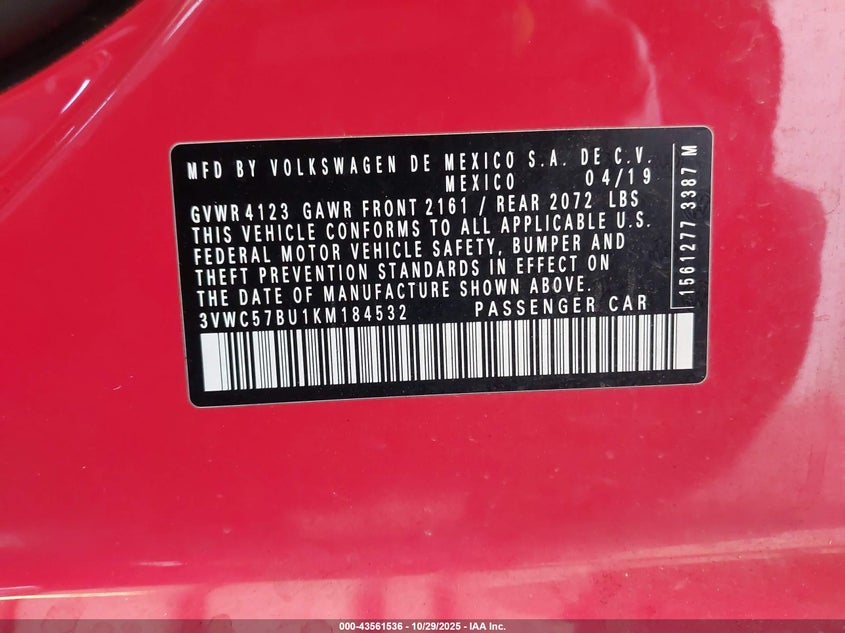 MFD BY VOLKSWAGEN DE MEXICO S.A. DE C.V.
MEXICO 04/19
GVWR 4123 GAWR FRONT 2161 / REAR 2072 LBS
THIS VEHICLE CONFORMS TO ALL APPLICABLE U.S.
FEDERAL MOTOR VEHICLE SAFETY, BUMPER AND
THEFT PREVENTION STANDARDS IN EFFECT ON
THE DATE OF MANUFACTURE SHOWN ABOVE.
3VWC57BU1KM184532 PASSENGER CAR
1561277 3387 M
000-43561536 - 10/29/2025 - IAA Inc.